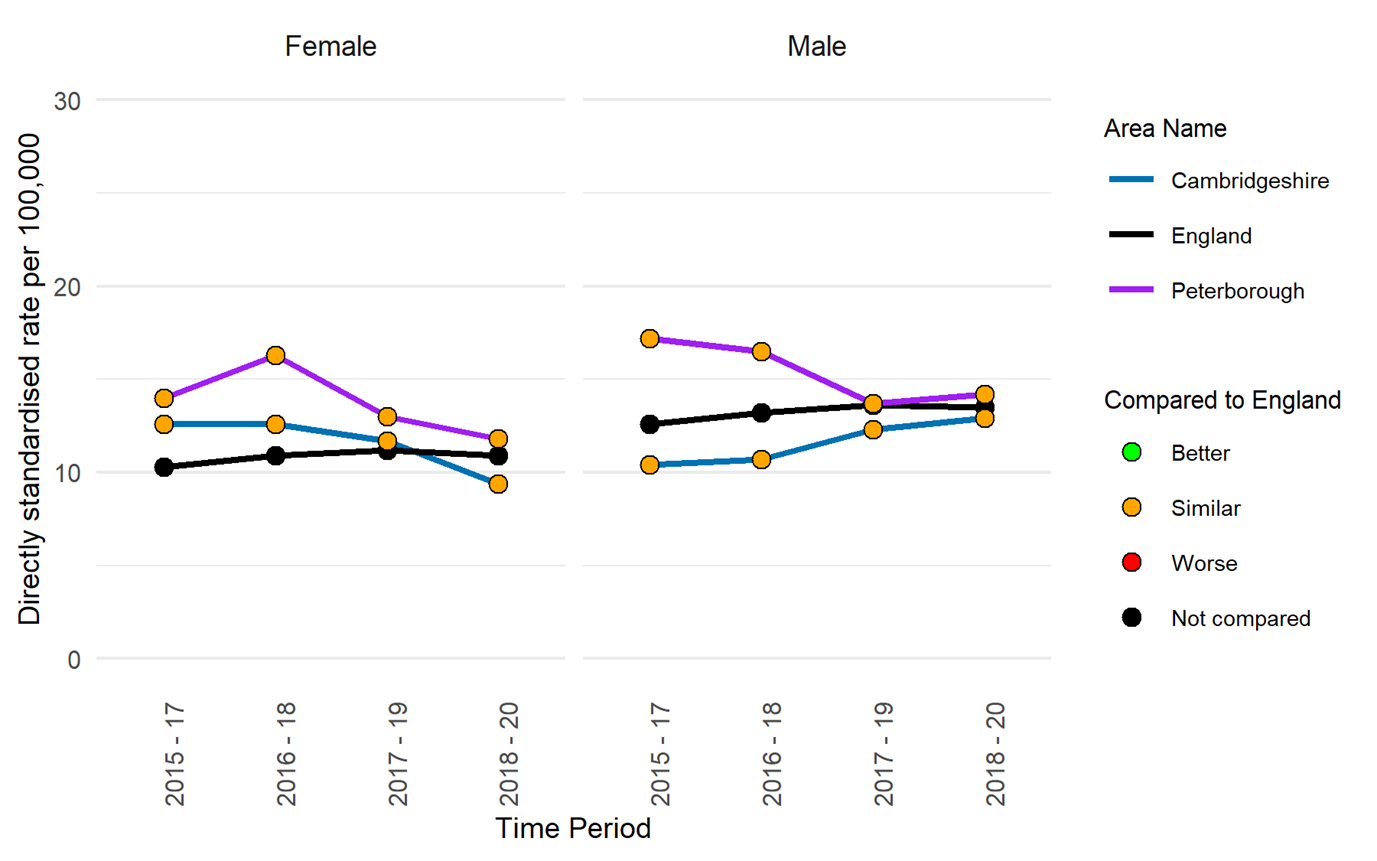 Female
Male
30
20
10
0
Directly standardised rate per 100,000
2015 - 17
2016 - 18
2017 - 19
2018 - 20
2015 - 17
2016 - 18
2017 - 19
2018 - 20
Time Period
Area Name
Cambridgeshire
England
Peterborough
Compared to England
Better
Similar
Worse
Not compared